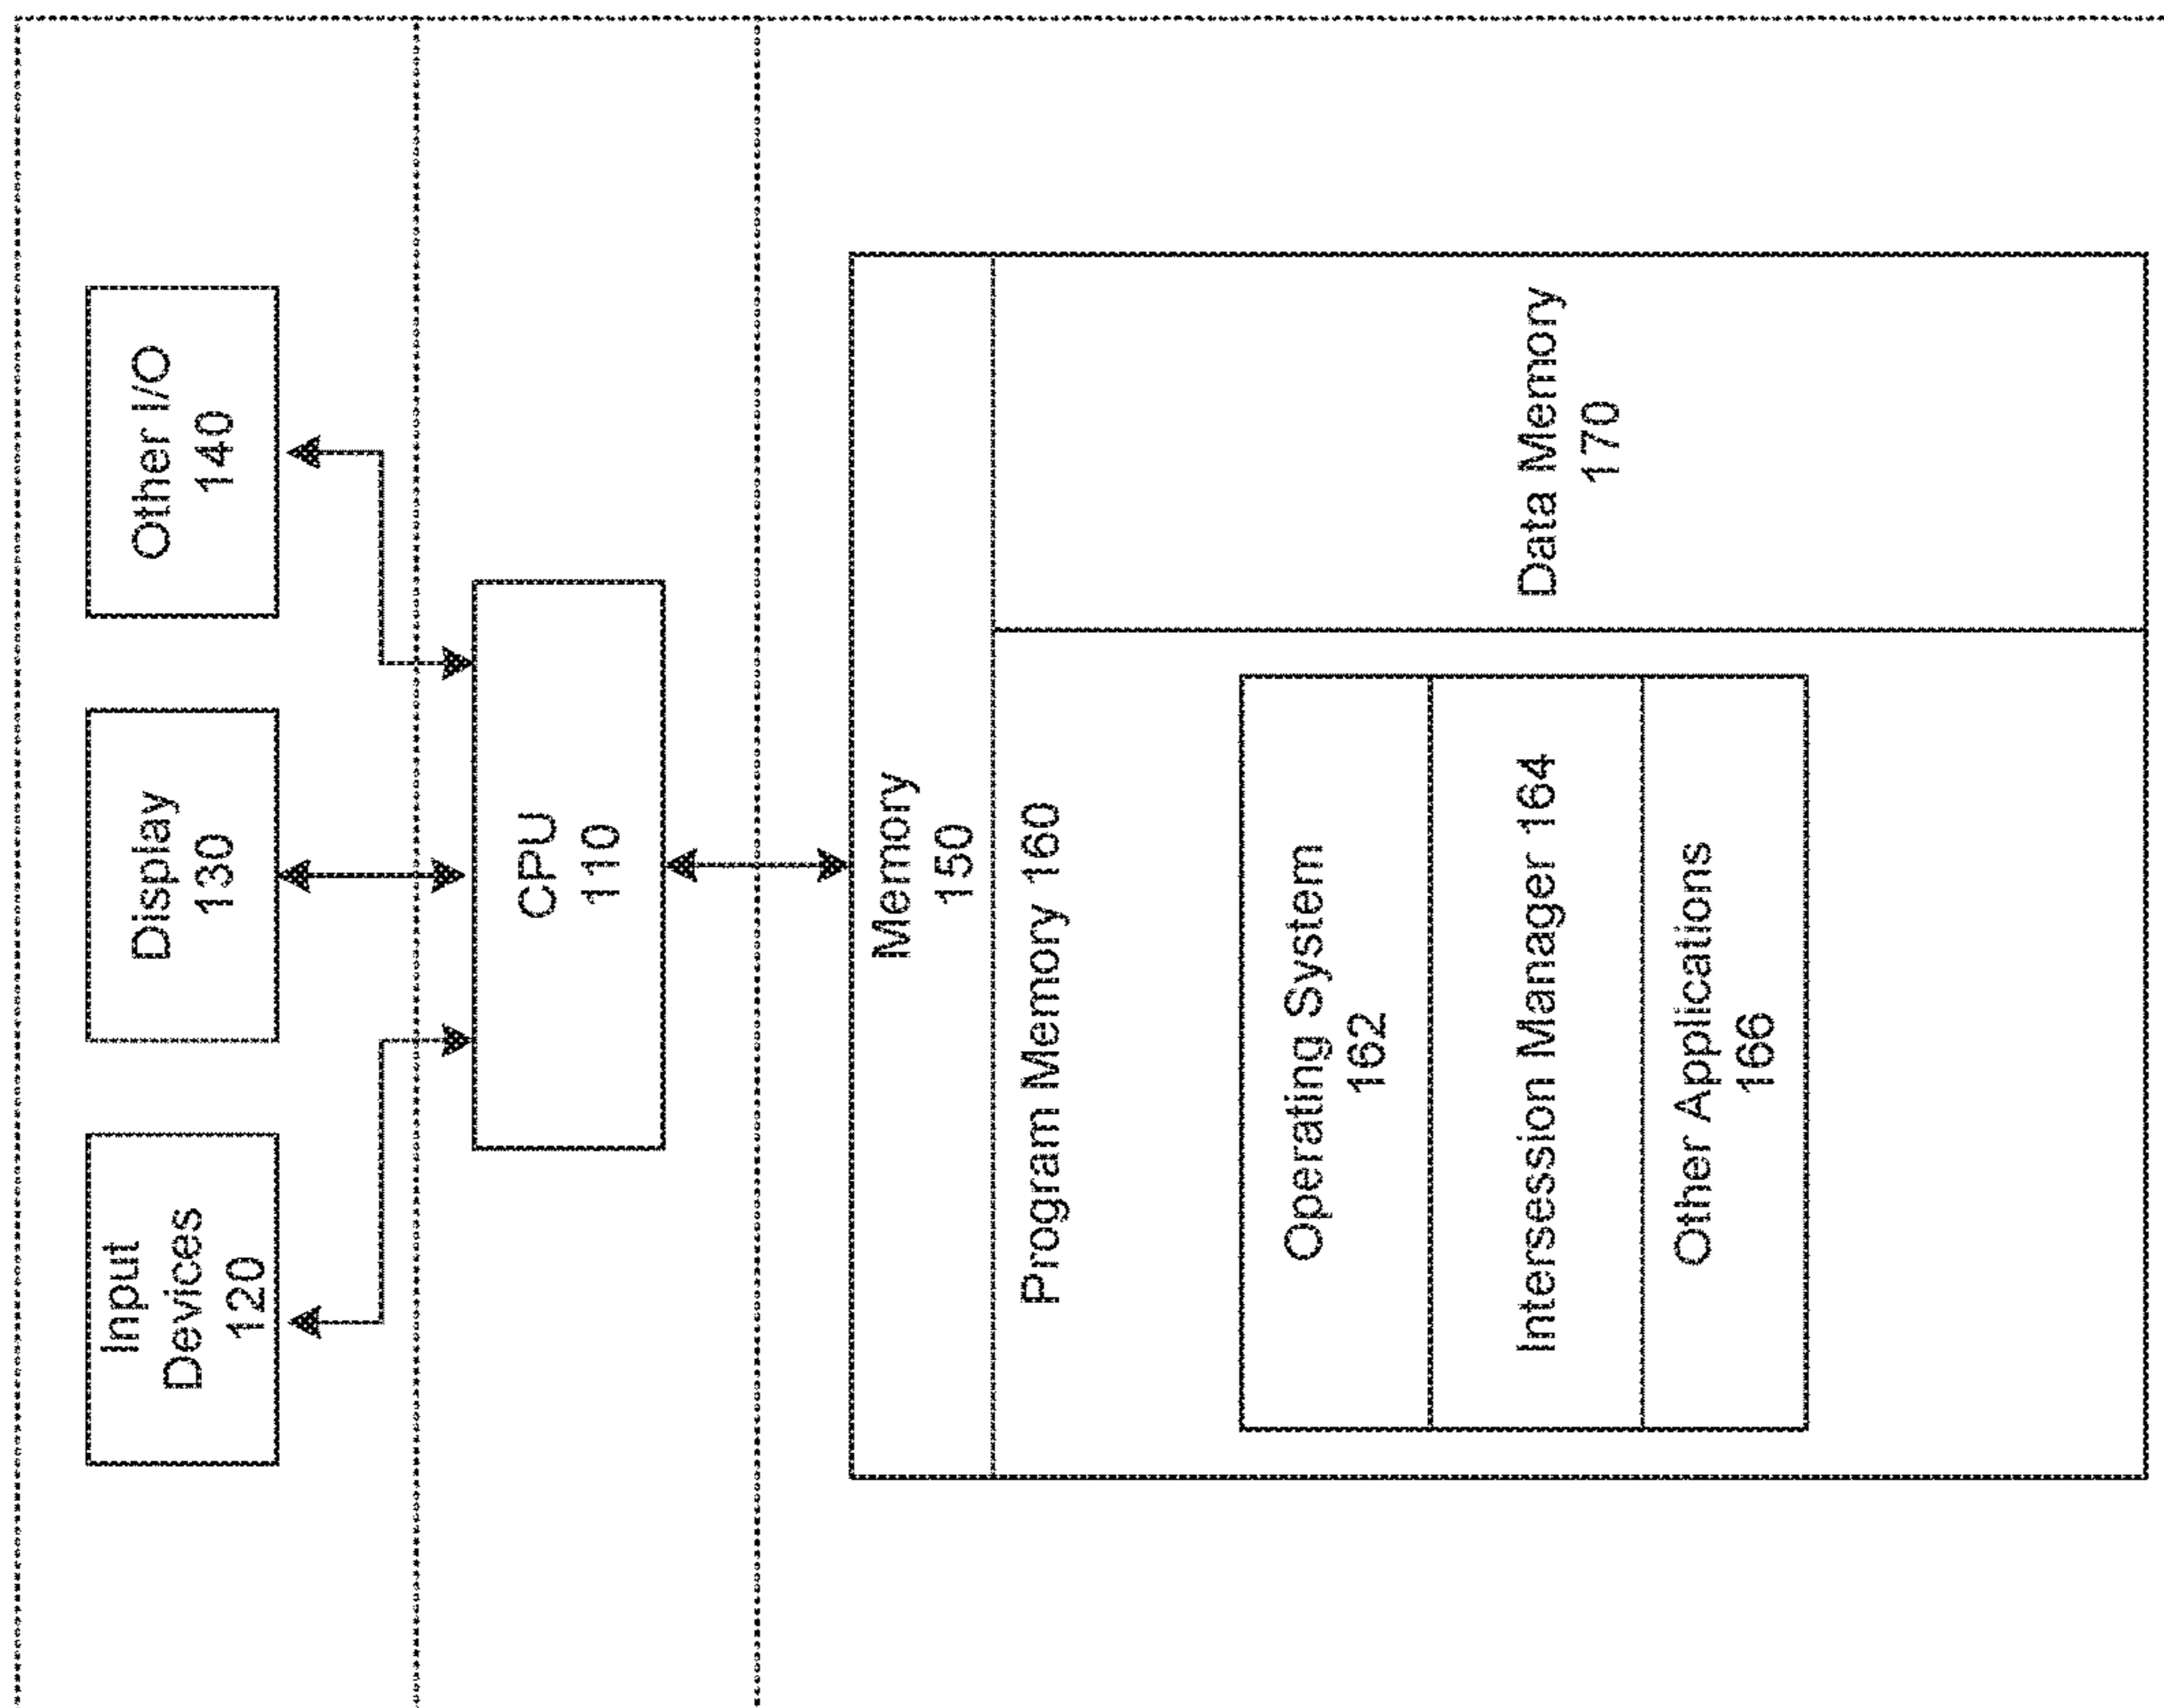 Input
Devices
120
Display
130
Other I/O
140
CPU
110
Memory
150
Program Memory 160
Operating System
162
Intersession Manager 164
Other Applications
166
Data Memory
170